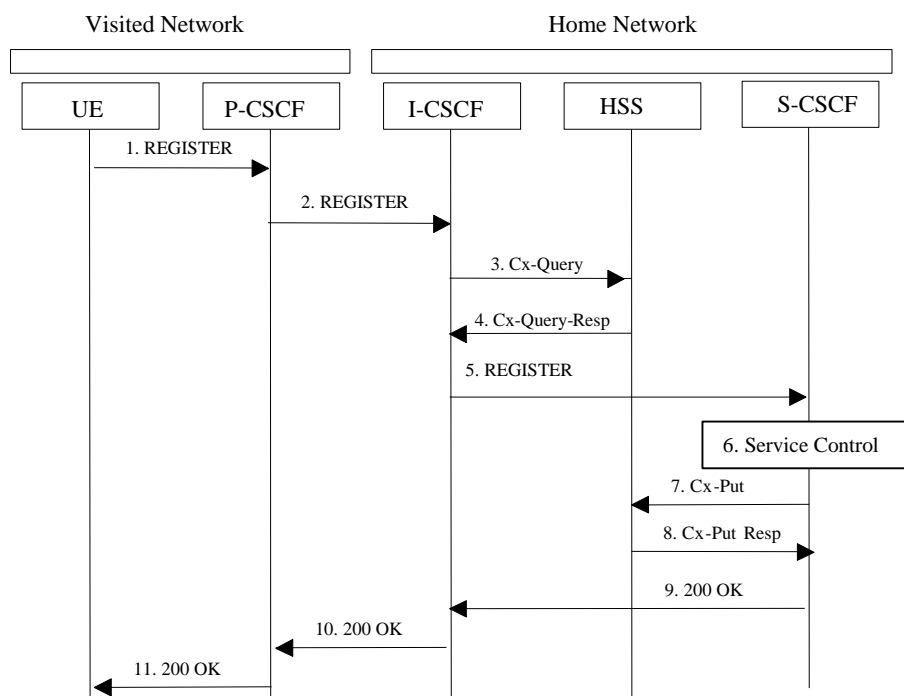 Visited Network
Home Network
UE
P-CSCF
I-CSCF
HSS
S-CSCF
1. REGISTER
2. REGISTER
3. Cx-Query
4. Cx-Query-Resp
5. REGISTER
6. Service Control
7. Cx-Put
8. Cx-Put Resp
9. 200 OK
10. 200 OK
11. 200 OK